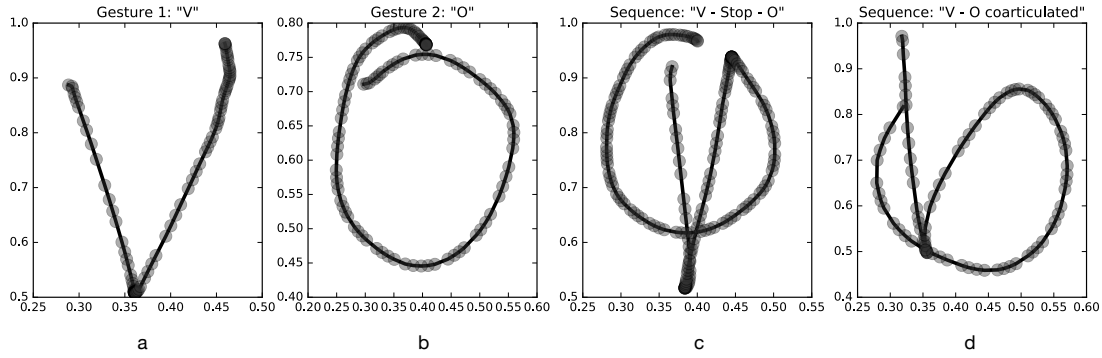 Gesture 1: "V"
Gesture 2: "O"
Sequence: "V - Stop - O"
Sequence: "V - O coarticulated"
1.0
0.9
0.8
0.7
0.6
0.5
0.25 0.30 0.35 0.40 0.45 0.50
0.80
0.75
0.70
0.65
0.60
0.55
0.50
0.45
0.40
0.20 0.25 0.30 0.35 0.40 0.45 0.50 0.55 0.60
1.0
0.9
0.8
0.7
0.6
0.5
0.25 0.30 0.35 0.40 0.45 0.50 0.55
1.0
0.9
0.8
0.7
0.6
0.5
0.4
0.25 0.30 0.35 0.40 0.45 0.50 0.55 0.60
a
b
c
d